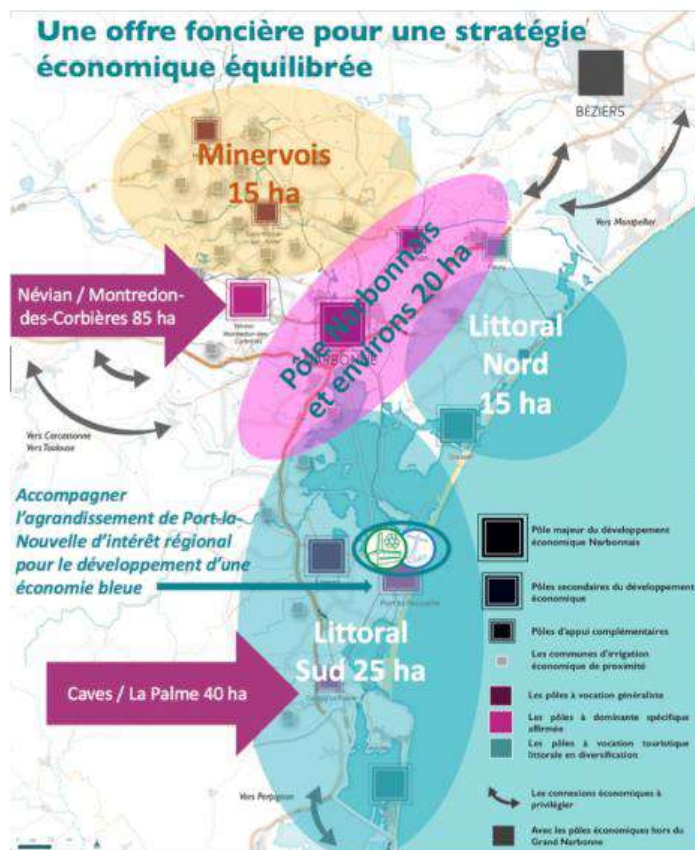 Une offre foncière pour une stratégie
économique équilibrée
BÉZIERS
Minervois
15 ha
Vers Montpellier
Névian / Montredon-
des-Corbières 85 ha
Pôle Narbonnais
et environs 20 ha
NARBONNE
Littoral
Nord
15 ha
Vers Carcassonne
Vers Toulouse
Accompagner
l'agrandissement de Port-la-
Nouvelle d'intérêt régional
pour le développement d'une
économie bleue
Port-la-Nouvelle
Littoral
Sud 25 ha
Caves / La Palme 40 ha
Vers Perpignan
Pôle majeur du développement
économique Narbonnais
Pôles secondaires du développement
économique
Pôles d'appui complémentaires
Les communes d'irrigation
économique de proximité
Les pôles à vocation généraliste
Les pôles à dominante spécifique
affirmée
Les pôles à vocation touristique
littorale en diversification
Les connexions économiques à
privilégier
Avec les pôles économiques hors du
Grand Narbonne